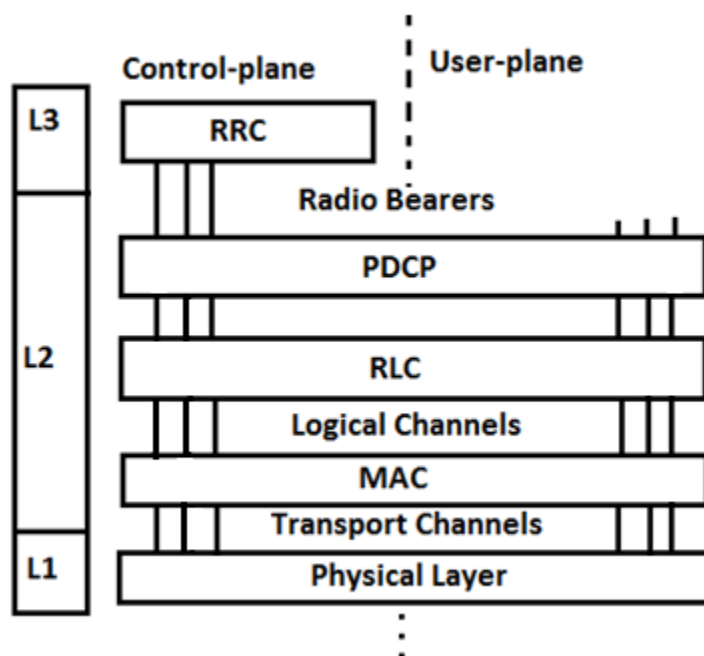 Control-plane
User-plane
L3
RRC
Radio Bearers
PDCP
L2
RLC
Logical Channels
MAC
Transport Channels
L1
Physical Layer